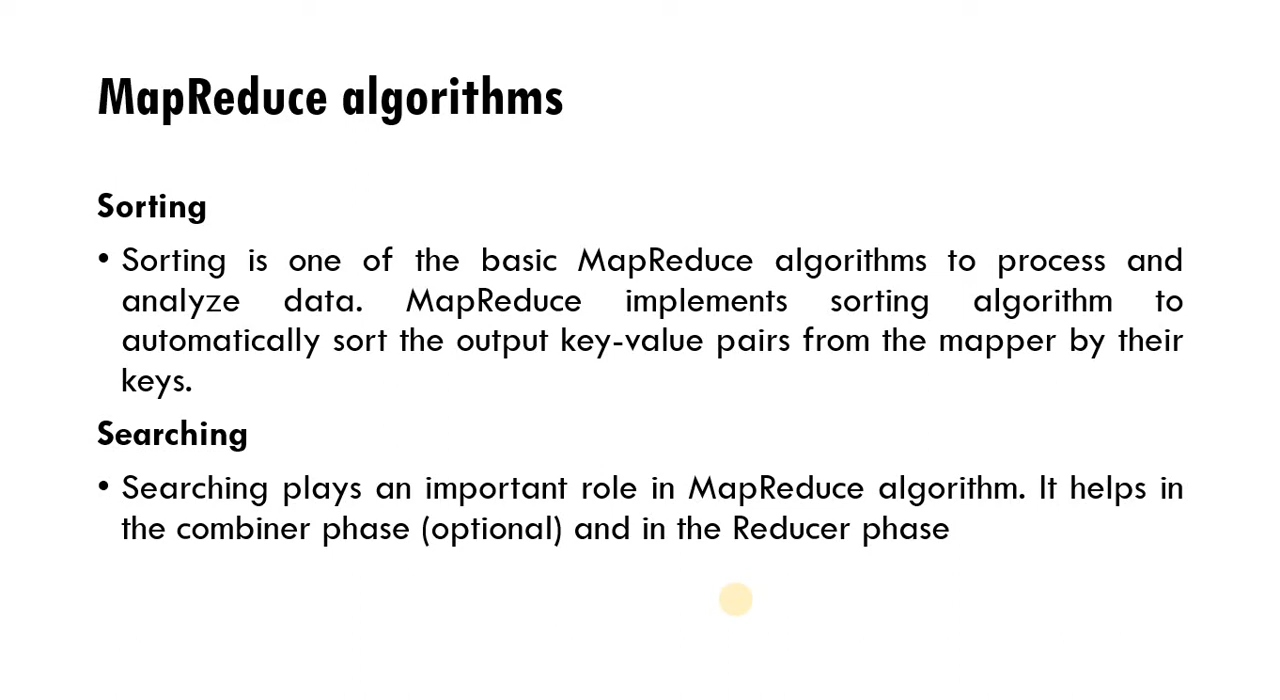 MapReduce algorithms
Sorting
• Sorting is one of the basic MapReduce algorithms to process and
analyze data. MapReduce implements sorting algorithm to
automatically sort the output key-value pairs from the mapper by their
keys.
Searching
• Searching plays an important role in MapReduce algorithm. It helps in
the combiner phase (optional) and in the Reducer phase